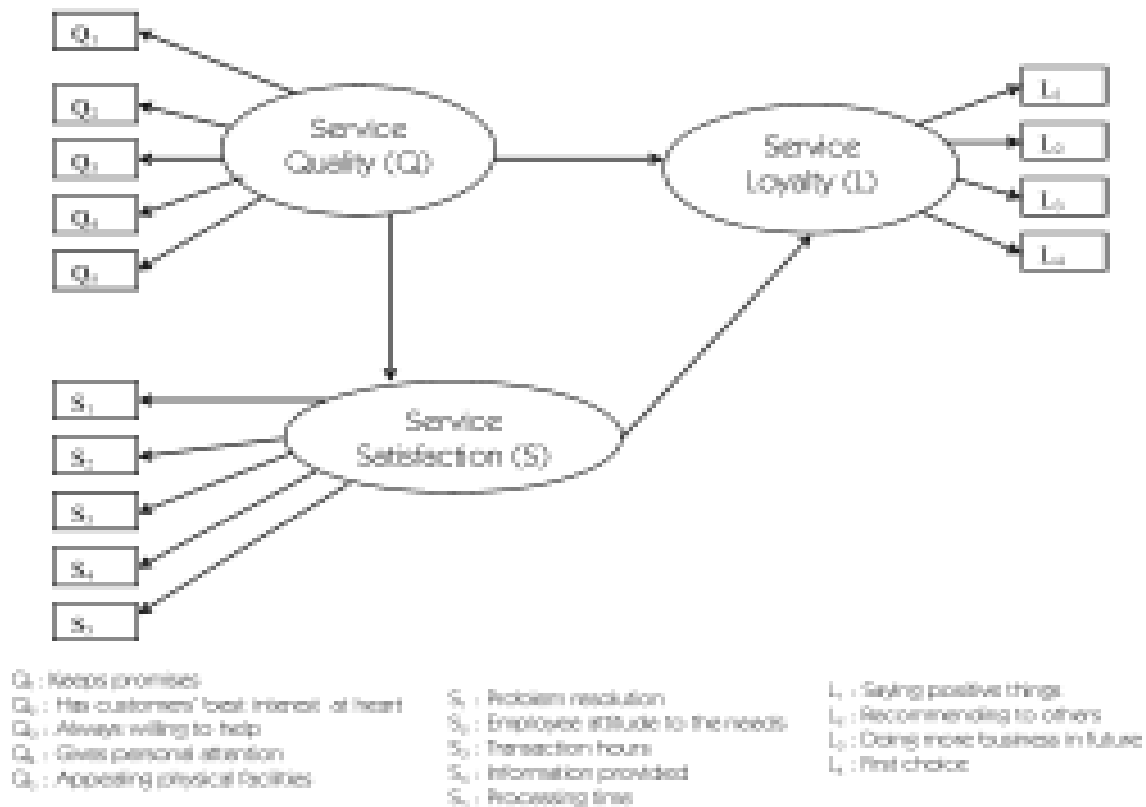 Q₁
Q₂
Q₃
Q₄
Q₅
Service
Quality (Q)
Service
Loyalty (L)
L₁
L₂
L₃
L₄
S₁
S₂
S₃
S₄
S₅
Service
Satisfaction (S)
Q₁ : Keeps promises
Q₂ : Has customers' best interest at heart
Q₃ : Always willing to help
Q₄ : Gives personal attention
Q₅ : Appealing physical facilities
S₁ : Problem resolution
S₂ : Employee attitude to the needs
S₃ : Transaction hours
S₄ : Information provided
S₅ : Processing time
L₁ : Saying positive things
L₂ : Recommending to others
L₃ : Doing more business in future
L₄ : First choice